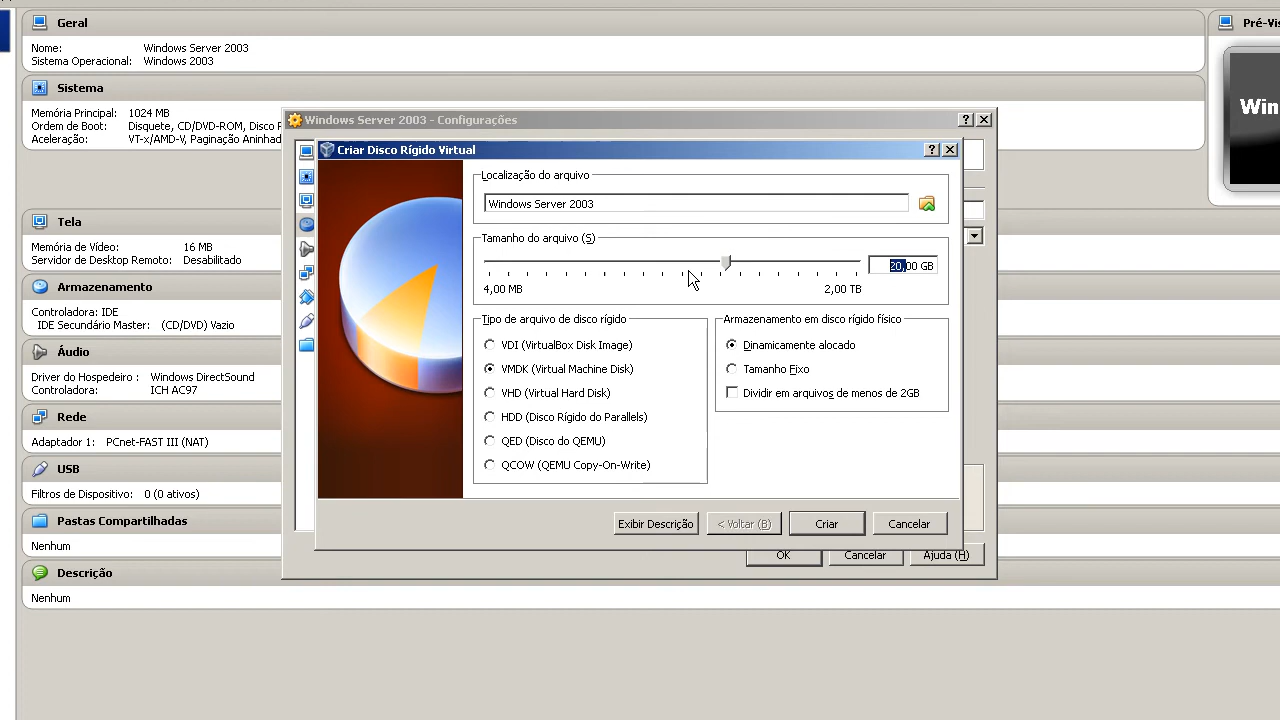 Geral
Pré-Vis
Nome: Windows Server 2003
Sistema Operacional: Windows 2003
Sistema
Memória Principal: 1024 MB
Ordem de Boot: Disquete, CD/DVD-ROM, Disco
Aceleração: VT-x/AMD-V, Paginação Aninhad
Win
Tela
Memória de Vídeo: 16 MB
Servidor de Desktop Remoto: Desabilitado
Armazenamento
Controladora: IDE
IDE Secundário Master: (CD/DVD) Vazio
Áudio
Driver do Hospedeiro : Windows DirectSound
Controladora: ICH AC97
Rede
Adaptador 1: PCnet-FAST III (NAT)
USB
Filtros de Dispositivo: 0 (0 ativos)
Pastas Compartilhadas
Nenhum
Descrição
Nenhum
Windows Server 2003 - Configurações
Criar Disco Rígido Virtual
Localização do arquivo
Windows Server 2003
Tamanho do arquivo (S)
20,00 GB
4,00 MB 2,00 TB
Tipo de arquivo de disco rígido
VDI (VirtualBox Disk Image)
VMDK (Virtual Machine Disk)
VHD (Virtual Hard Disk)
HDD (Disco Rígido do Parallels)
QED (Disco do QEMU)
QCOW (QEMU Copy-On-Write)
Armazenamento em disco rígido físico
Dinamicamente alocado
Tamanho Fixo
Dividir em arquivos de menos de 2GB
Exibir Descrição < Voltar (B) Criar Cancelar
OK Cancelar Ajuda (H)